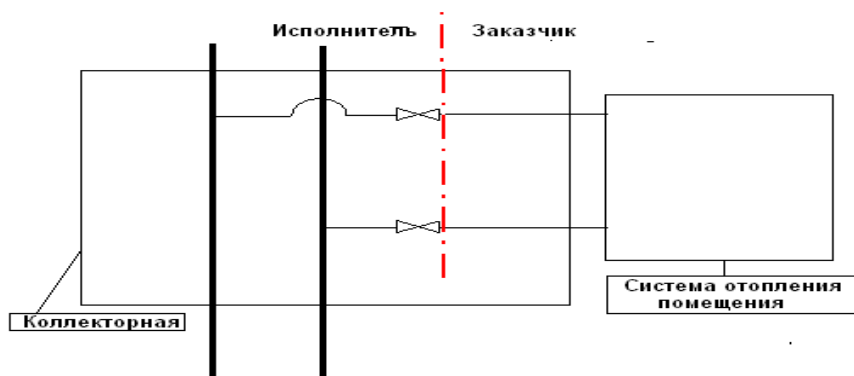 Исполнитель Заказчик
Система отопления
помещения
Коллекторная